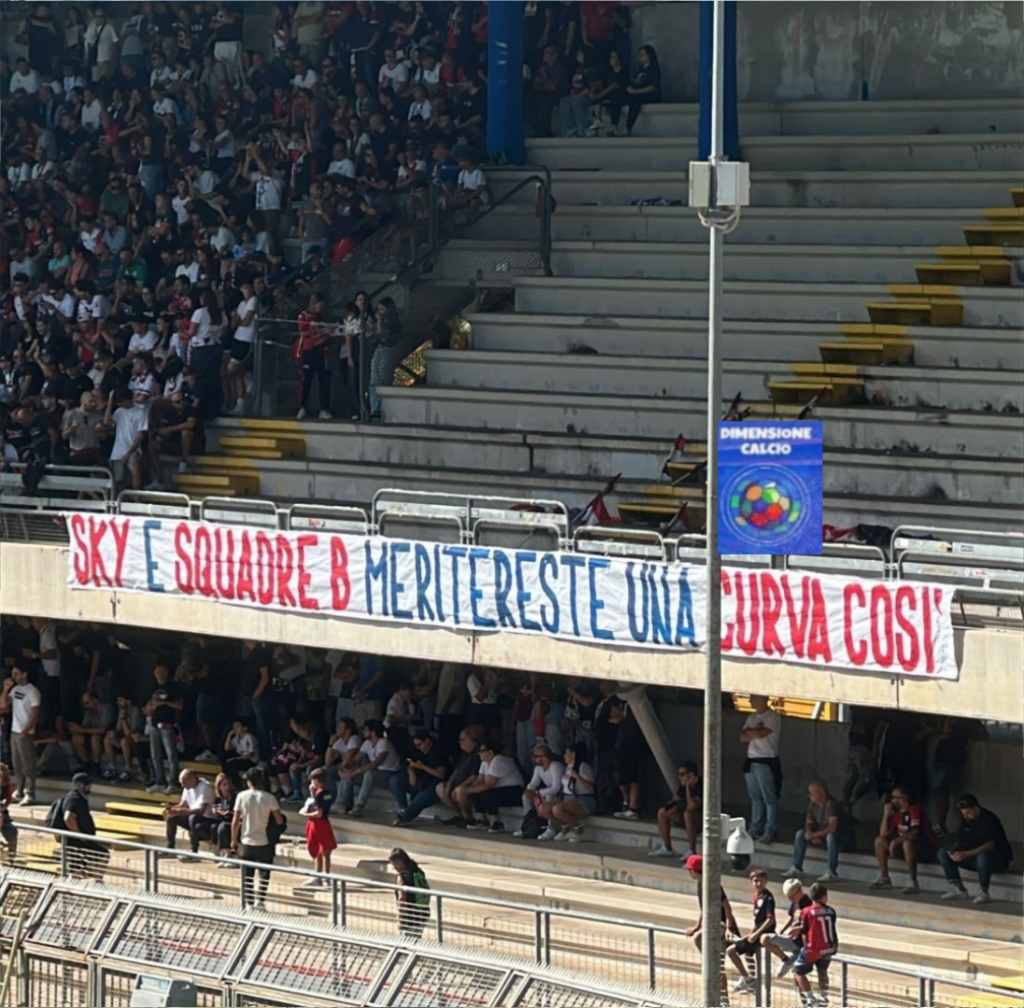 DIMENSIONE
CALCIO
SKY E SQUADRE B MERITERESTE UNA CURVA COSI'